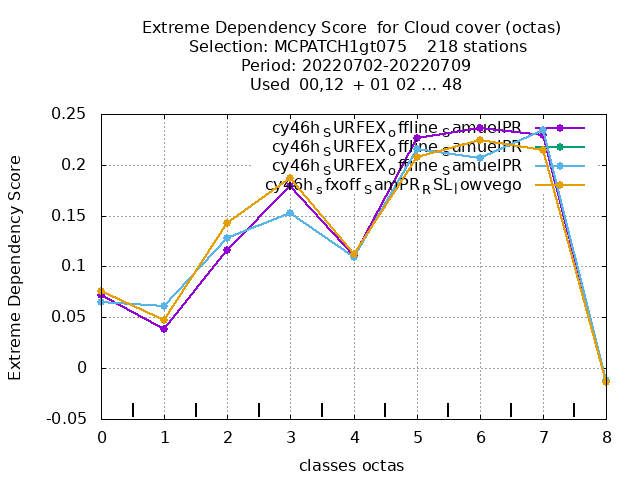 Extreme Dependency Score  for Cloud cover (octas)
Selection: MCPATCH1gt075    218 stations
Period: 20220702-20220709
Used  00,12  + 01 02 ... 48
0.25
0.2
0.15
0.1
0.05
0
-0.05
Extreme Dependency Score
cy46h_SURFEX_offline_samuelPR
cy46h_SURFEX_offline_samuelPR
cy46h_SURFEX_offline_samuelPR
cy46h_sfxoff_samPR_RSL_lowvego
0 1 2 3 4 5 6 7 8
classes octas